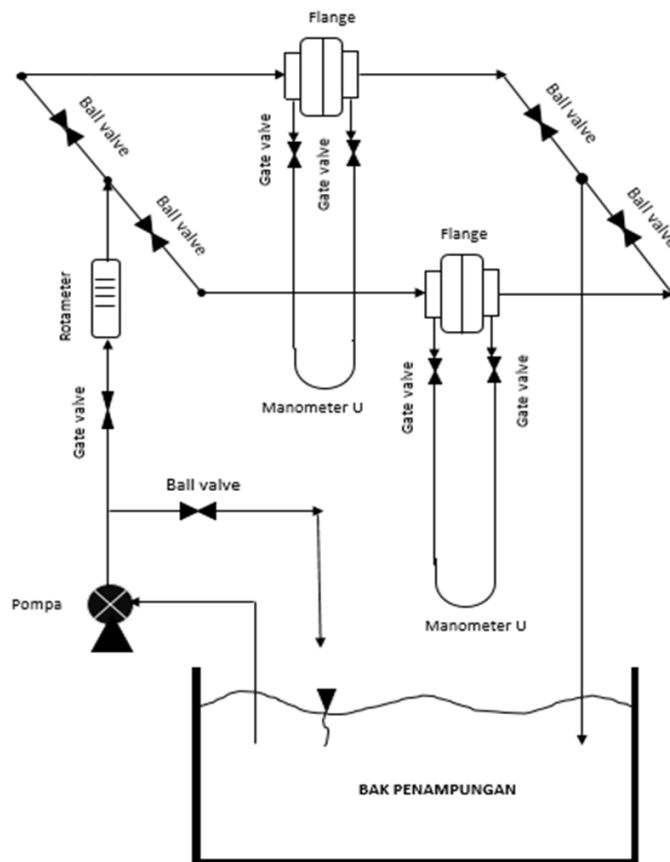 Flange
Ball valve
Ball valve
Gate valve
Gate valve
Ball valve
Ball valve
Flange
Rotameter
Manometer U
Gate valve
Gate valve
Gate valve
Ball valve
Pompa
Manometer U
BAK PENAMPUNGAN